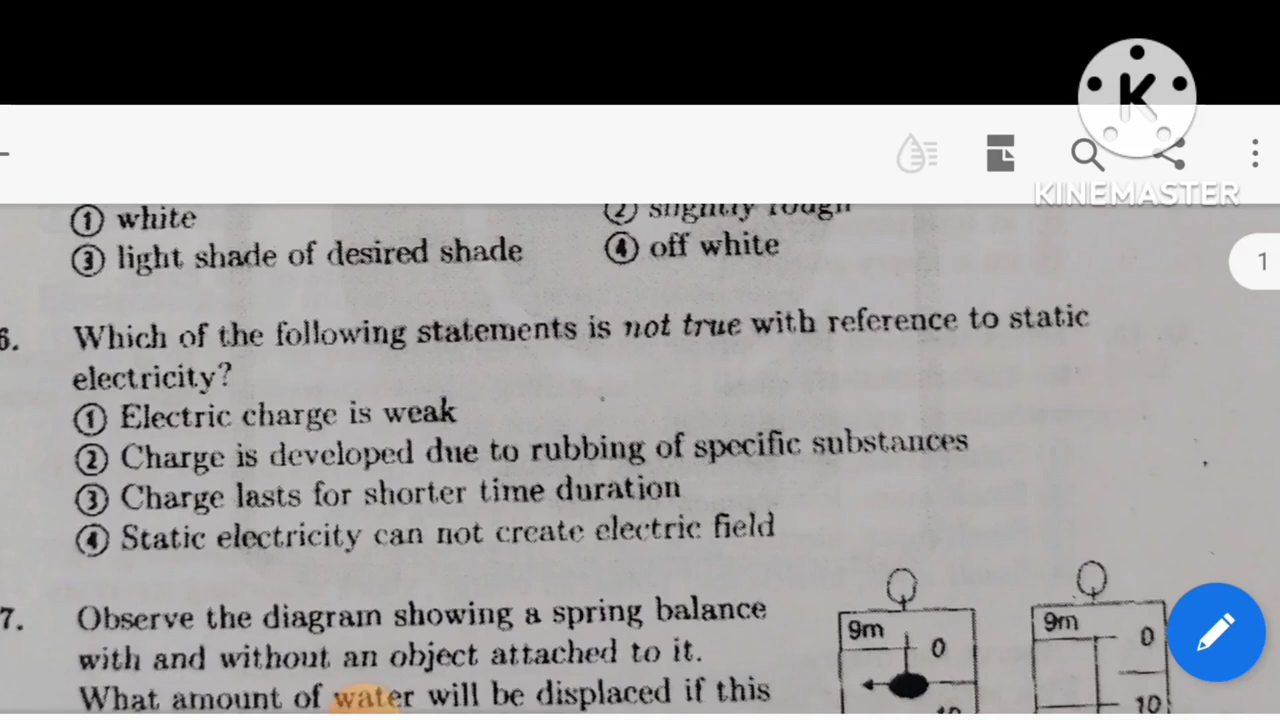 K
KINEMASTER
1
① white
② slightly rough
③ light shade of desired shade
④ off white
6.
Which of the following statements is not true with reference to static
electricity?
① Electric charge is weak
② Charge is developed due to rubbing of specific substances
③ Charge lasts for shorter time duration
④ Static electricity can not create electric field
7.
Observe the diagram showing a spring balance
with and without an object attached to it.
What amount of water will be displaced if this
9m
0
10
9m
0
10